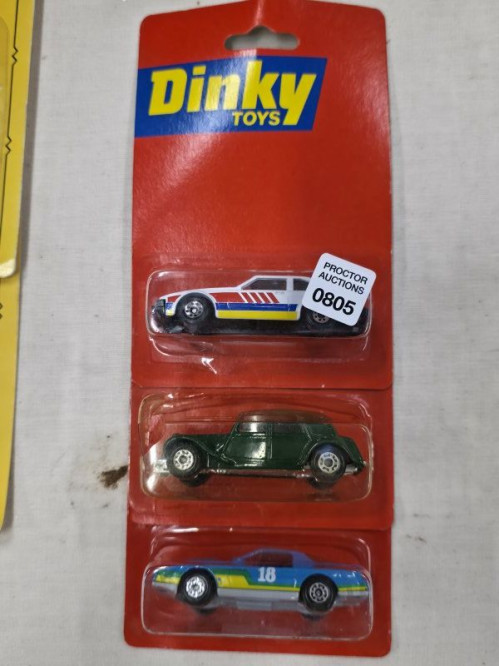 Dinky
TOYS
PROCTOR
AUCTIONS
0805
18